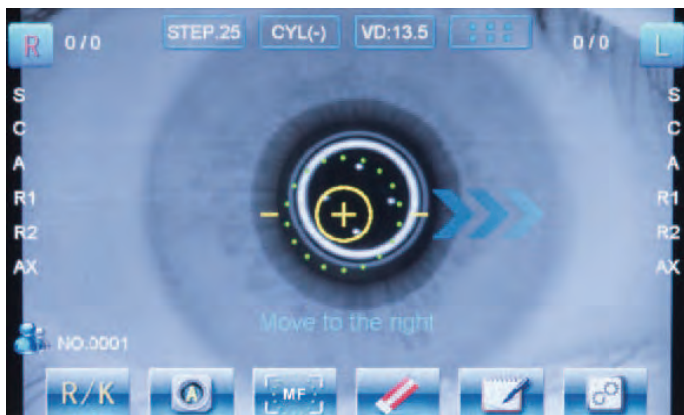 R 0/0 STEP.25 CYL(-) VD:13.5 0/0 L
S S
C C
A A
R1 R1
R2 R2
AX AX
Move to the right
NO.0001
R/K A MF